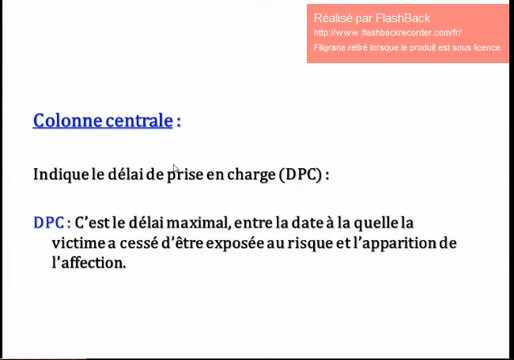 Réalisé par FlashBack
http://www.flashbackrecorder.com/fr/
Filigrane retiré lorsque le produit est sous licence
Colonne centrale :
Indique le délai de prise en charge (DPC) :
DPC : C’est le délai maximal, entre la date à la quelle la
victime a cessé d’être exposée au risque et l’apparition de
l’affection.